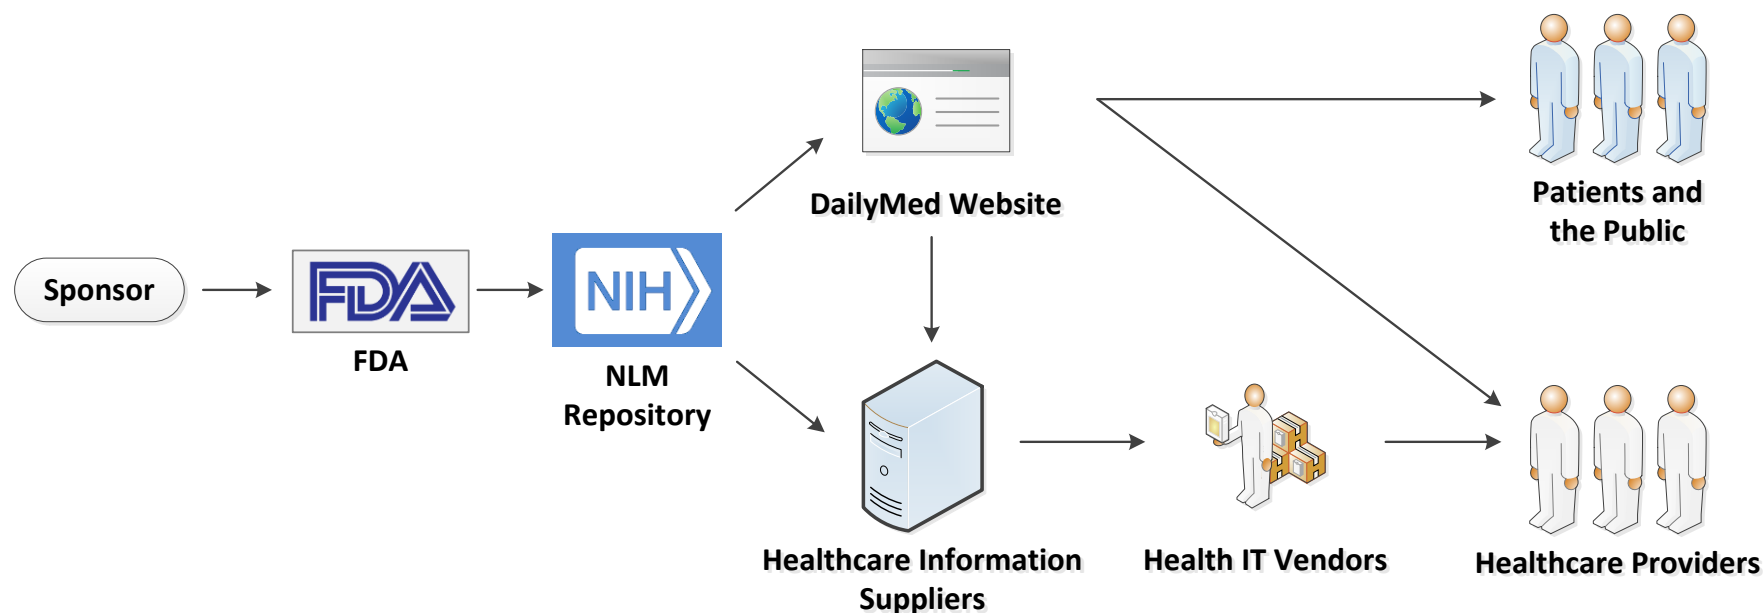 Sponsor
FDA
FDA
NIH
NLM
Repository
DailyMed Website
Patients and
the Public
Healthcare Information
Suppliers
Health IT Vendors
Healthcare Providers